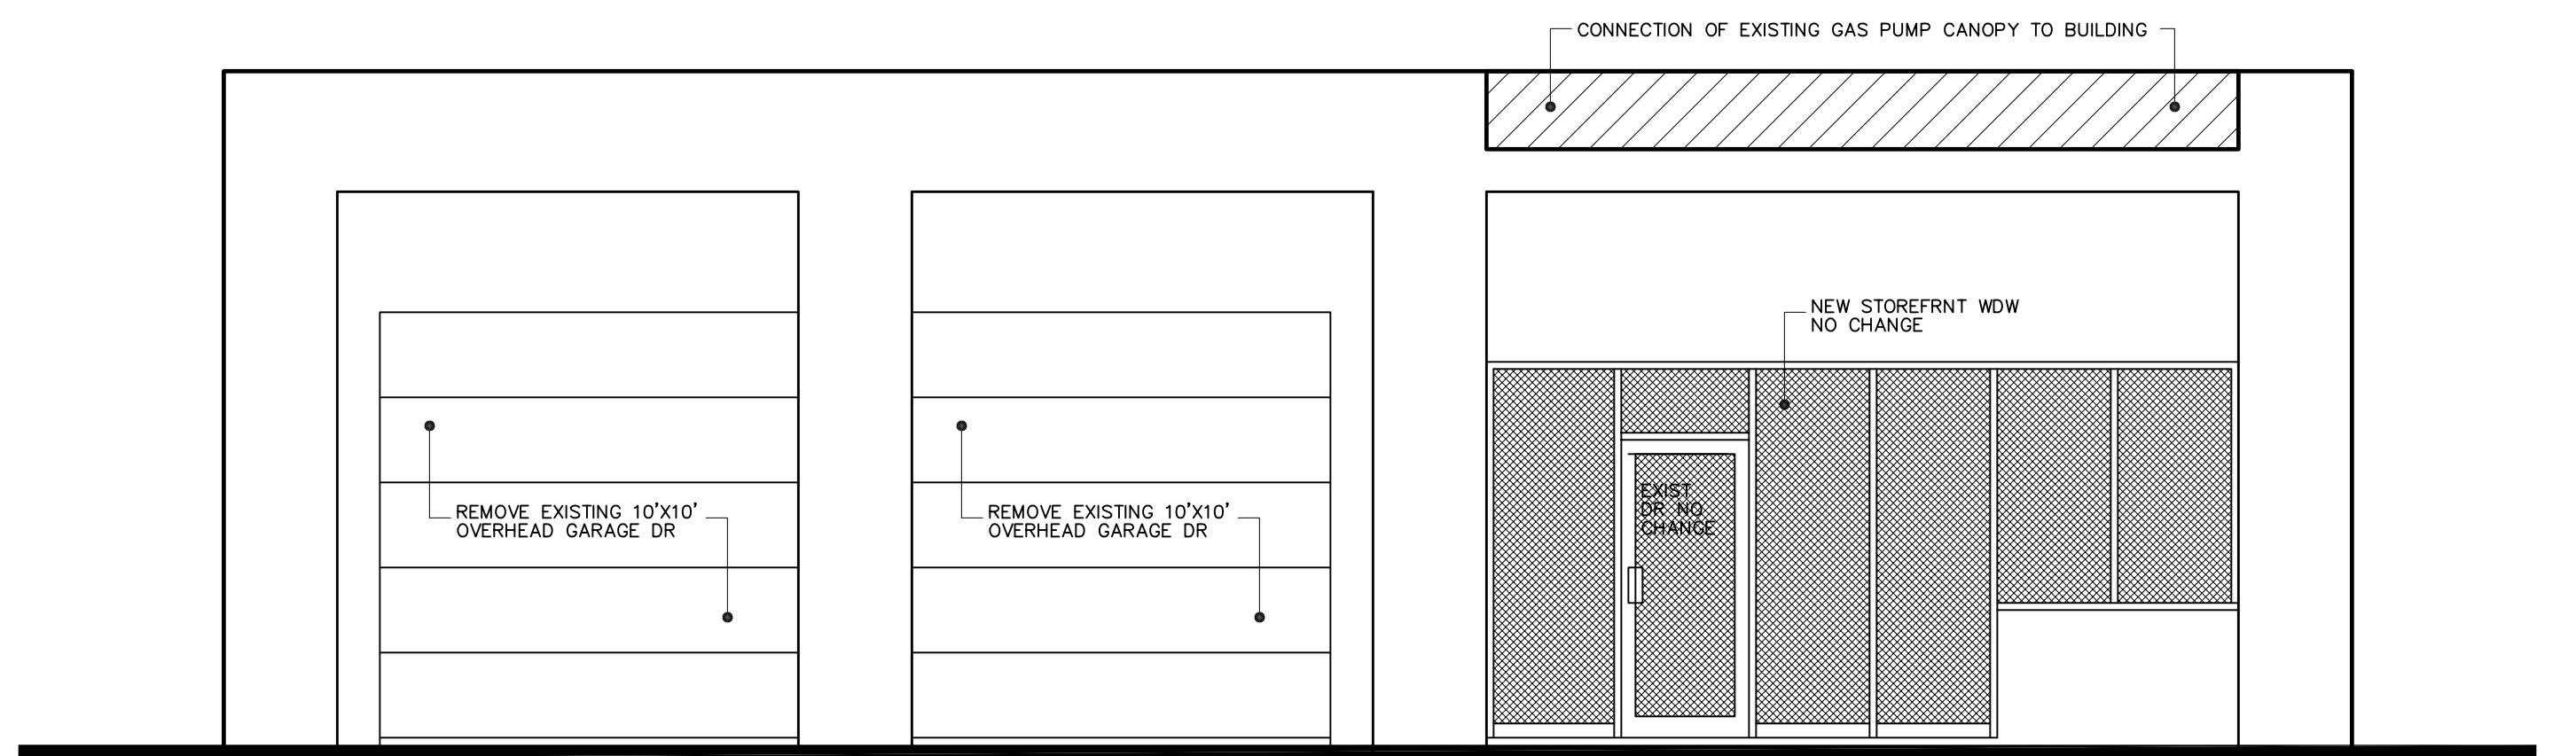 CONNECTION OF EXISTING GAS PUMP CANOPY TO BUILDING
NEW STOREFRNT WDW
NO CHANGE
REMOVE EXISTING 10'X10'
OVERHEAD GARAGE DR
REMOVE EXISTING 10'X10'
OVERHEAD GARAGE DR
EXIST
DR NO
CHANGE